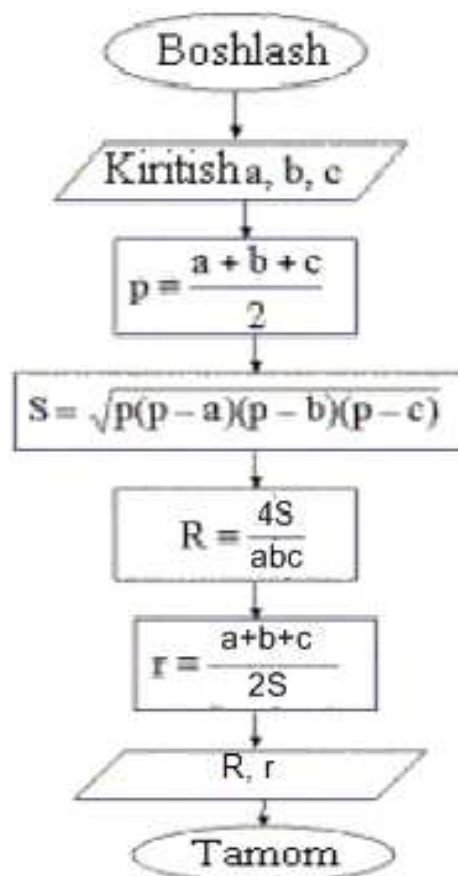 Boshlash
Kiritish a, b, c
p = (a + b + c) / 2
S = √p(p – a)(p – b)(p – c)
R = 4S / abc
r = a+b+c / 2S
R, r
Tamom